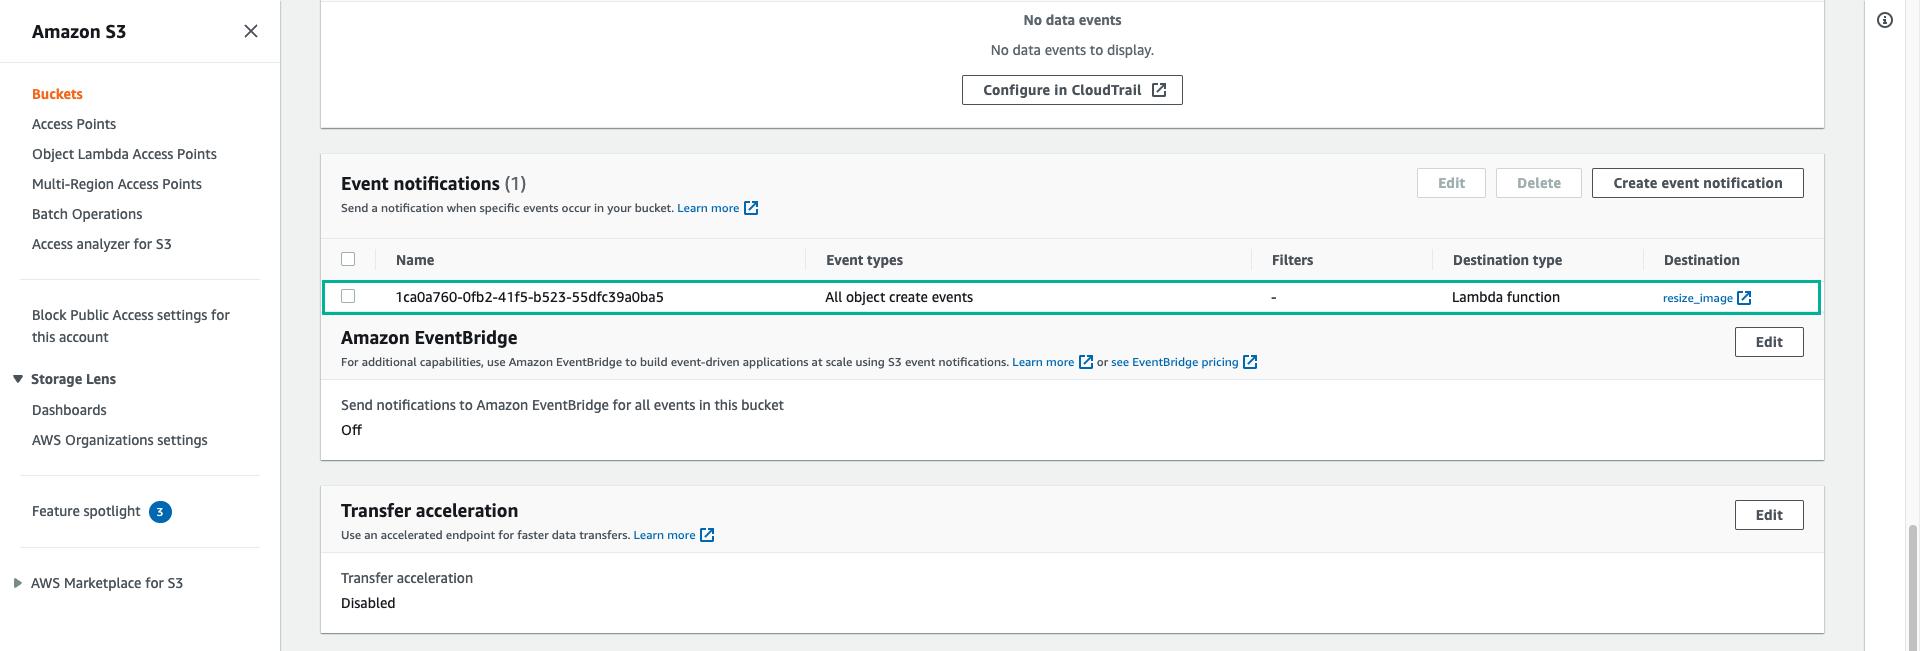 Amazon S3
Buckets
Access Points
Object Lambda Access Points
Multi-Region Access Points
Batch Operations
Access analyzer for S3
Block Public Access settings for
this account
Storage Lens
Dashboards
AWS Organizations settings
Feature spotlight 3
AWS Marketplace for S3
No data events
No data events to display.
Configure in CloudTrail
Event notifications (1)
Send a notification when specific events occur in your bucket. Learn more
Edit Delete Create event notification
Name Event types Filters Destination type Destination
1ca0a760-0fb2-41f5-b523-55dfc39a0ba5 All object create events - Lambda function resize_image
Amazon EventBridge
For additional capabilities, use Amazon EventBridge to build event-driven applications at scale using S3 event notifications. Learn more or see EventBridge pricing
Edit
Send notifications to Amazon EventBridge for all events in this bucket
Off
Transfer acceleration
Use an accelerated endpoint for faster data transfers. Learn more
Edit
Transfer acceleration
Disabled